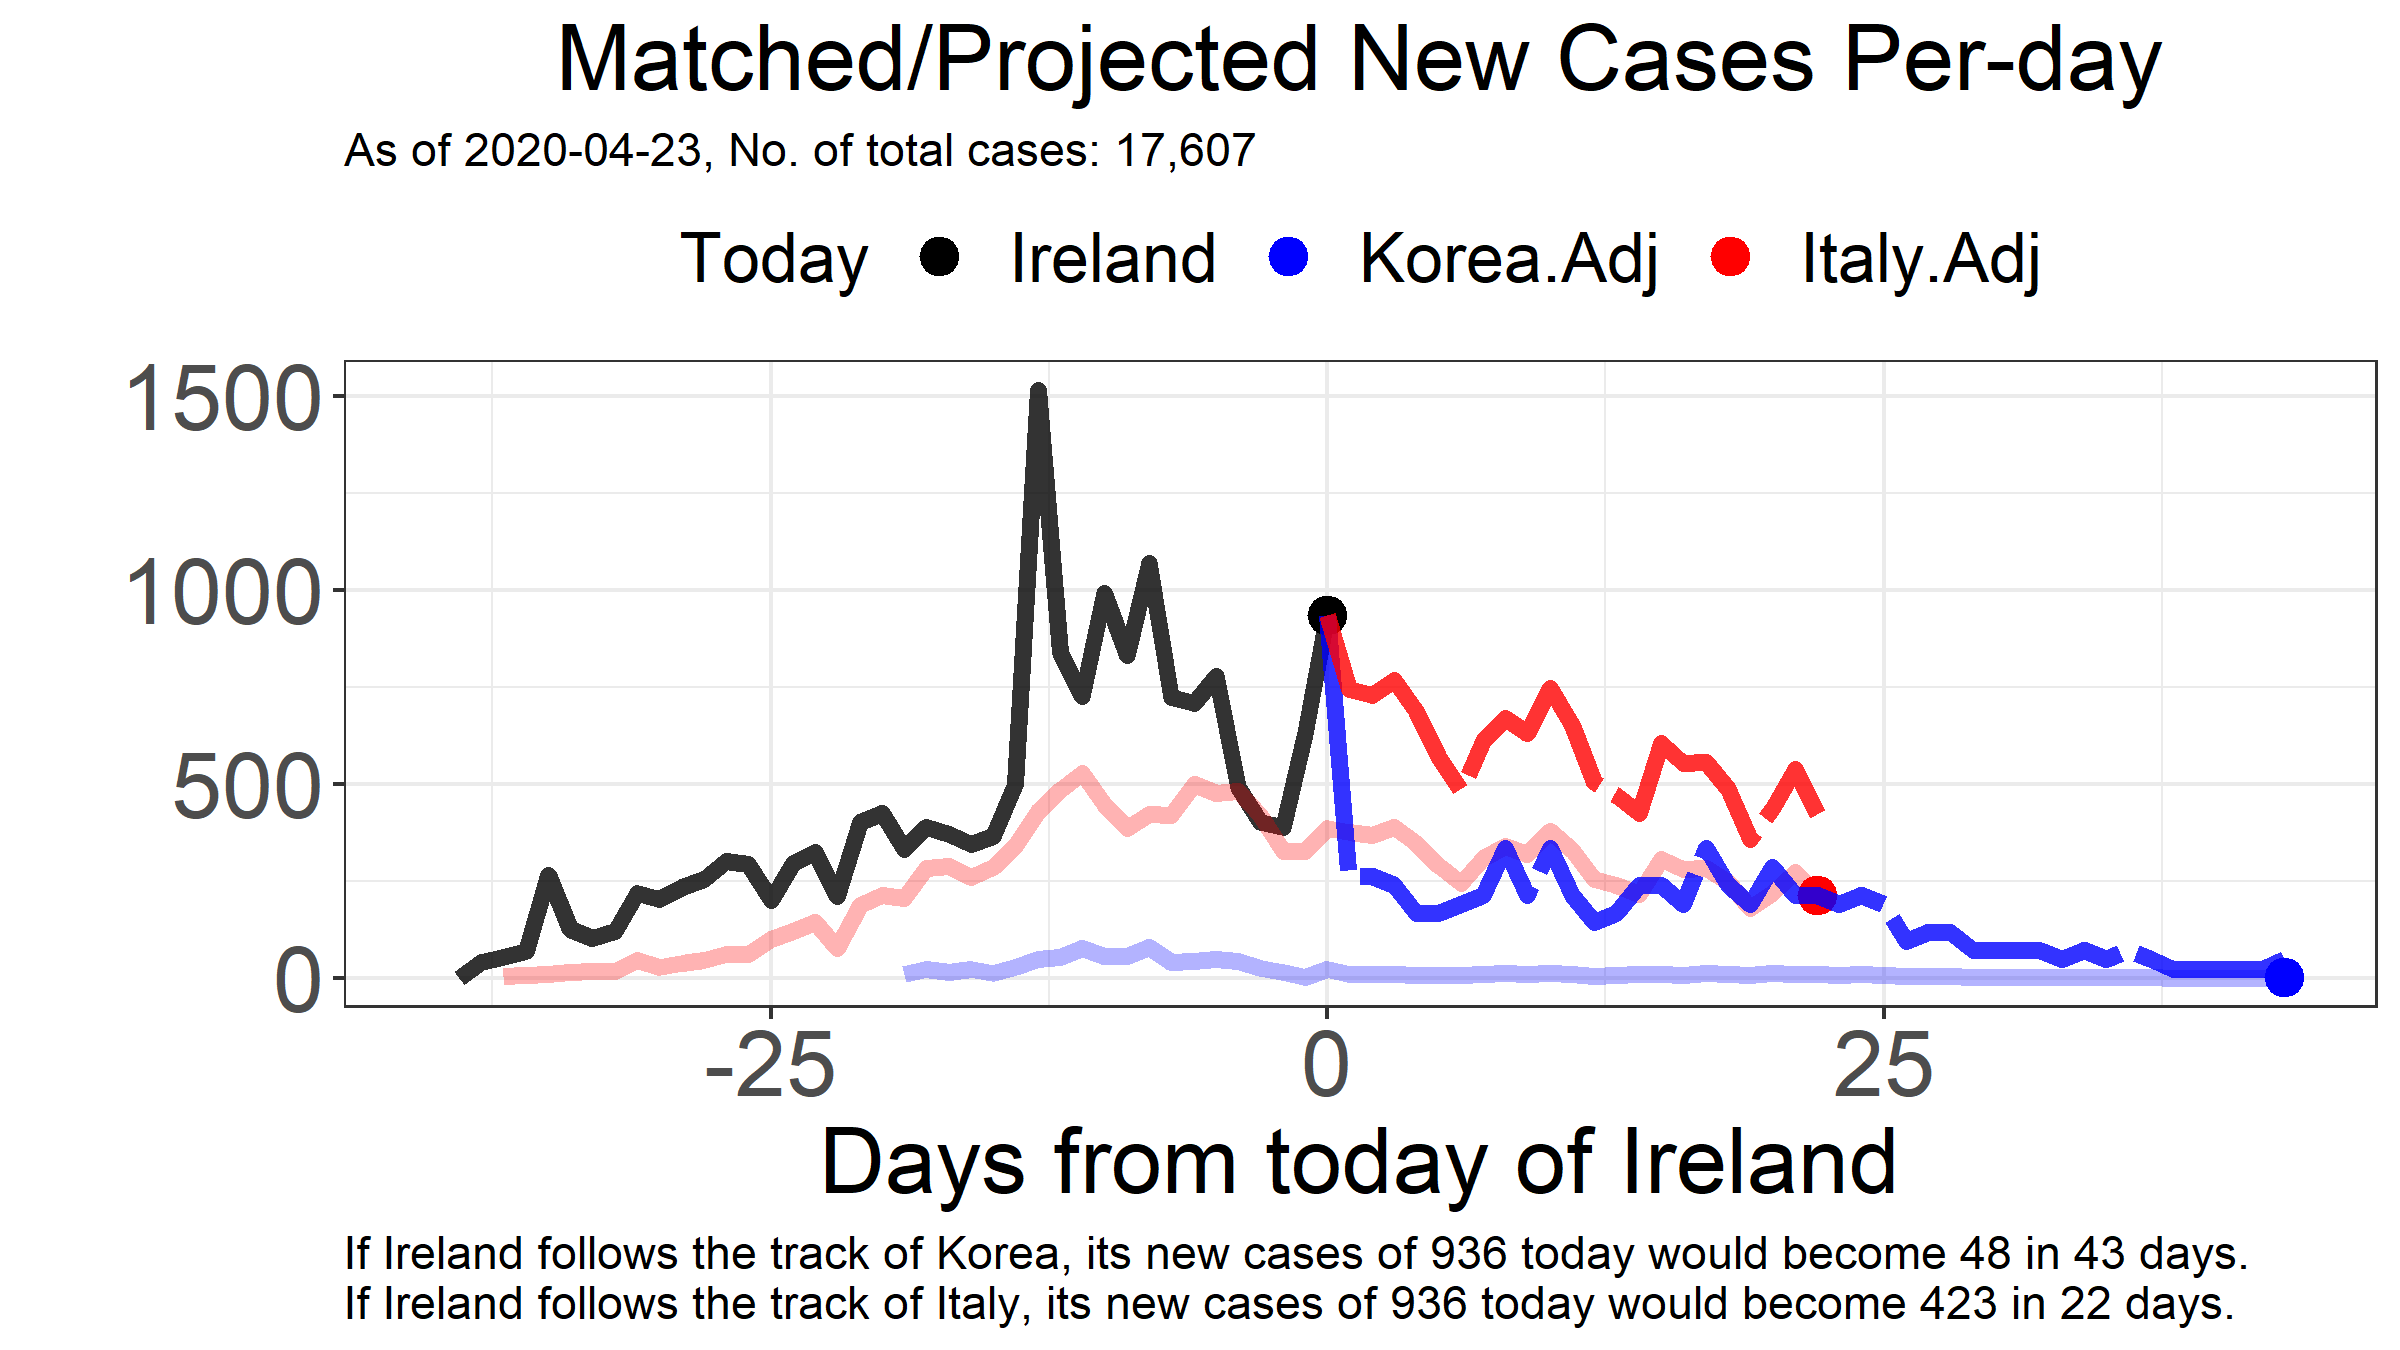 Matched/Projected New Cases Per-day
As of 2020-04-23, No. of total cases: 17,607
Today Ireland Korea.Adj Italy.Adj
1500
1000
500
0
-25 0 25
Days from today of Ireland
If Ireland follows the track of Korea, its new cases of 936 today would become 48 in 43 days.
If Ireland follows the track of Italy, its new cases of 936 today would become 423 in 22 days.